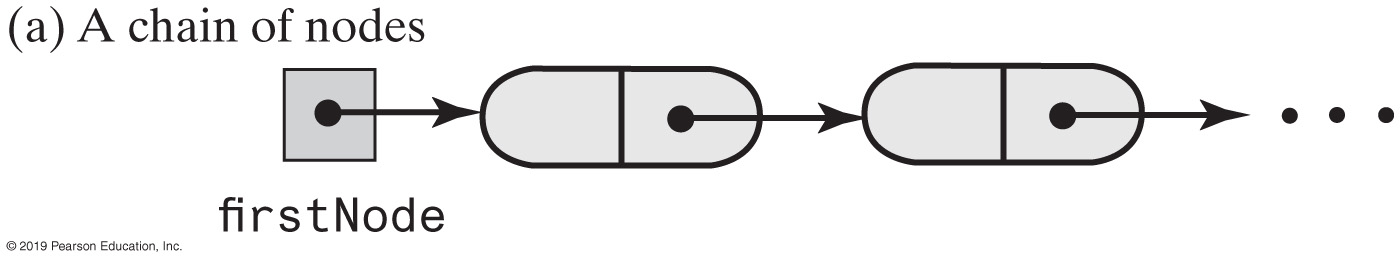 (a) A chain of nodes
firstNode
© 2019 Pearson Education, Inc.